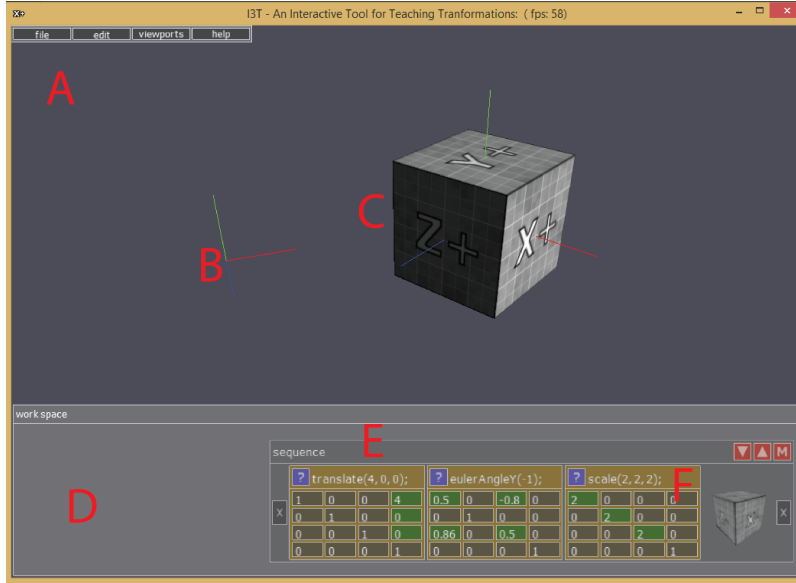 X+ I3T - An Interactive Tool for Teaching Tranformations: ( fps: 58)
file edit viewports help
A
Y+
C
Z+ X+
B
work space
E
sequence M
? translate(4, 0, 0); ? eulerAngleY(-1); ? scale(2, 2, 2); F
1 0 0 4 0.5 0 -0.8 0 2 0 0 0
X 0 1 0 0 0 1 0 0 0 2 0 0 X
D
0 0 1 0 0.86 0 0.5 0 0 0 2 0
0 0 0 1 0 0 0 1 0 0 0 1